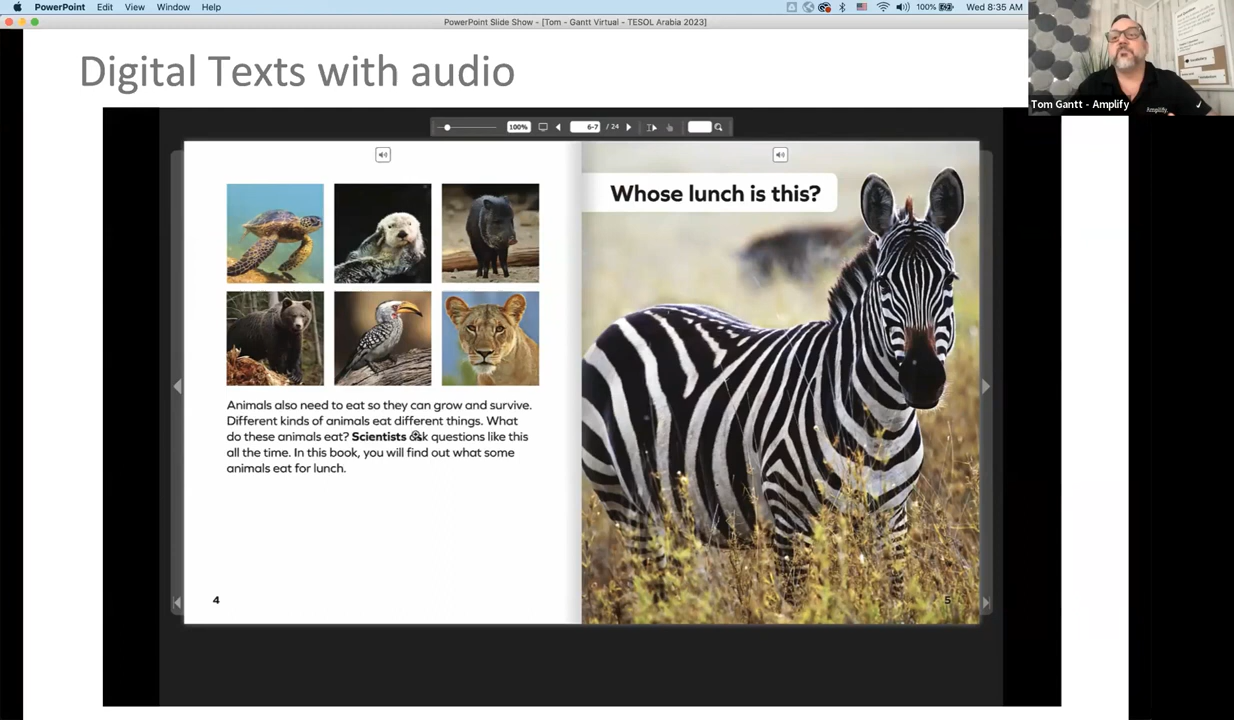 PowerPoint Edit View Window Help
100% Wed 8:35 AM
PowerPoint Slide Show - [Tom - Gantt Virtual - TESOL Arabia 2023]
Digital Texts with audio
Tom Gantt - Amplify
Amplify.
100% 6-7 / 24
Whose lunch is this?
Animals also need to eat so they can grow and survive.
Different kinds of animals eat different things. What
do these animals eat? Scientists ask questions like this
all the time. In this book, you will find out what some
animals eat for lunch.
4
5